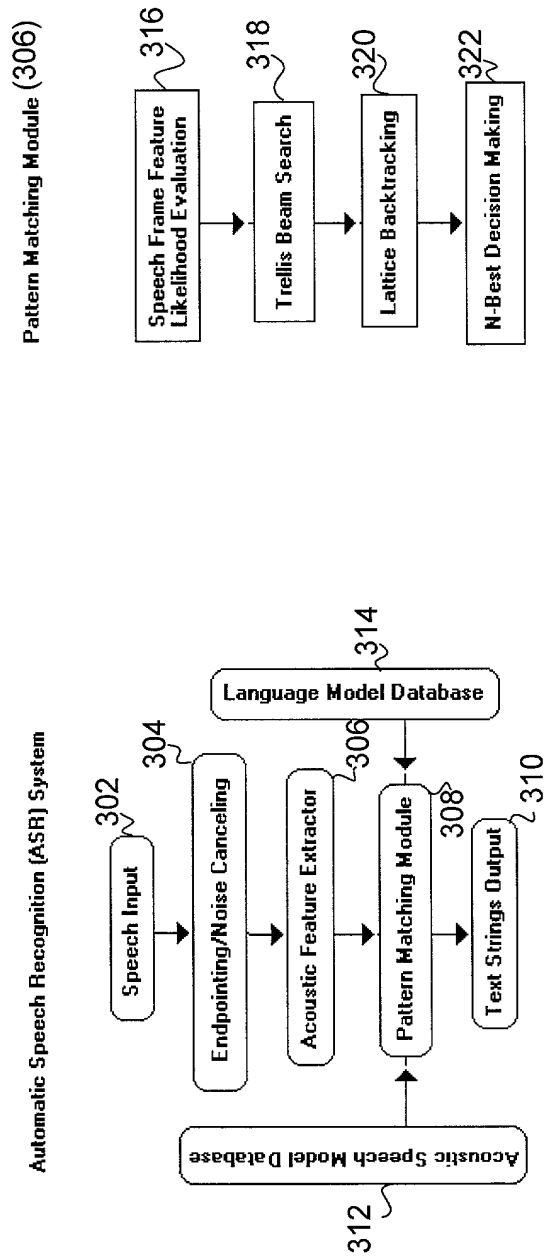 Automatic Speech Recognition (ASR) System
302
Speech Input
304
Endpointing/Noise Canceling
306
Acoustic Feature Extractor
314
Language Model Database
308
Pattern Matching Module
312
Acoustic Speech Model Database
310
Text Strings Output
Pattern Matching Module (306)
316
Speech Frame Feature
Likelihood Evaluation
318
Trellis Beam Search
320
Lattice Backtracking
322
N-Best Decision Making